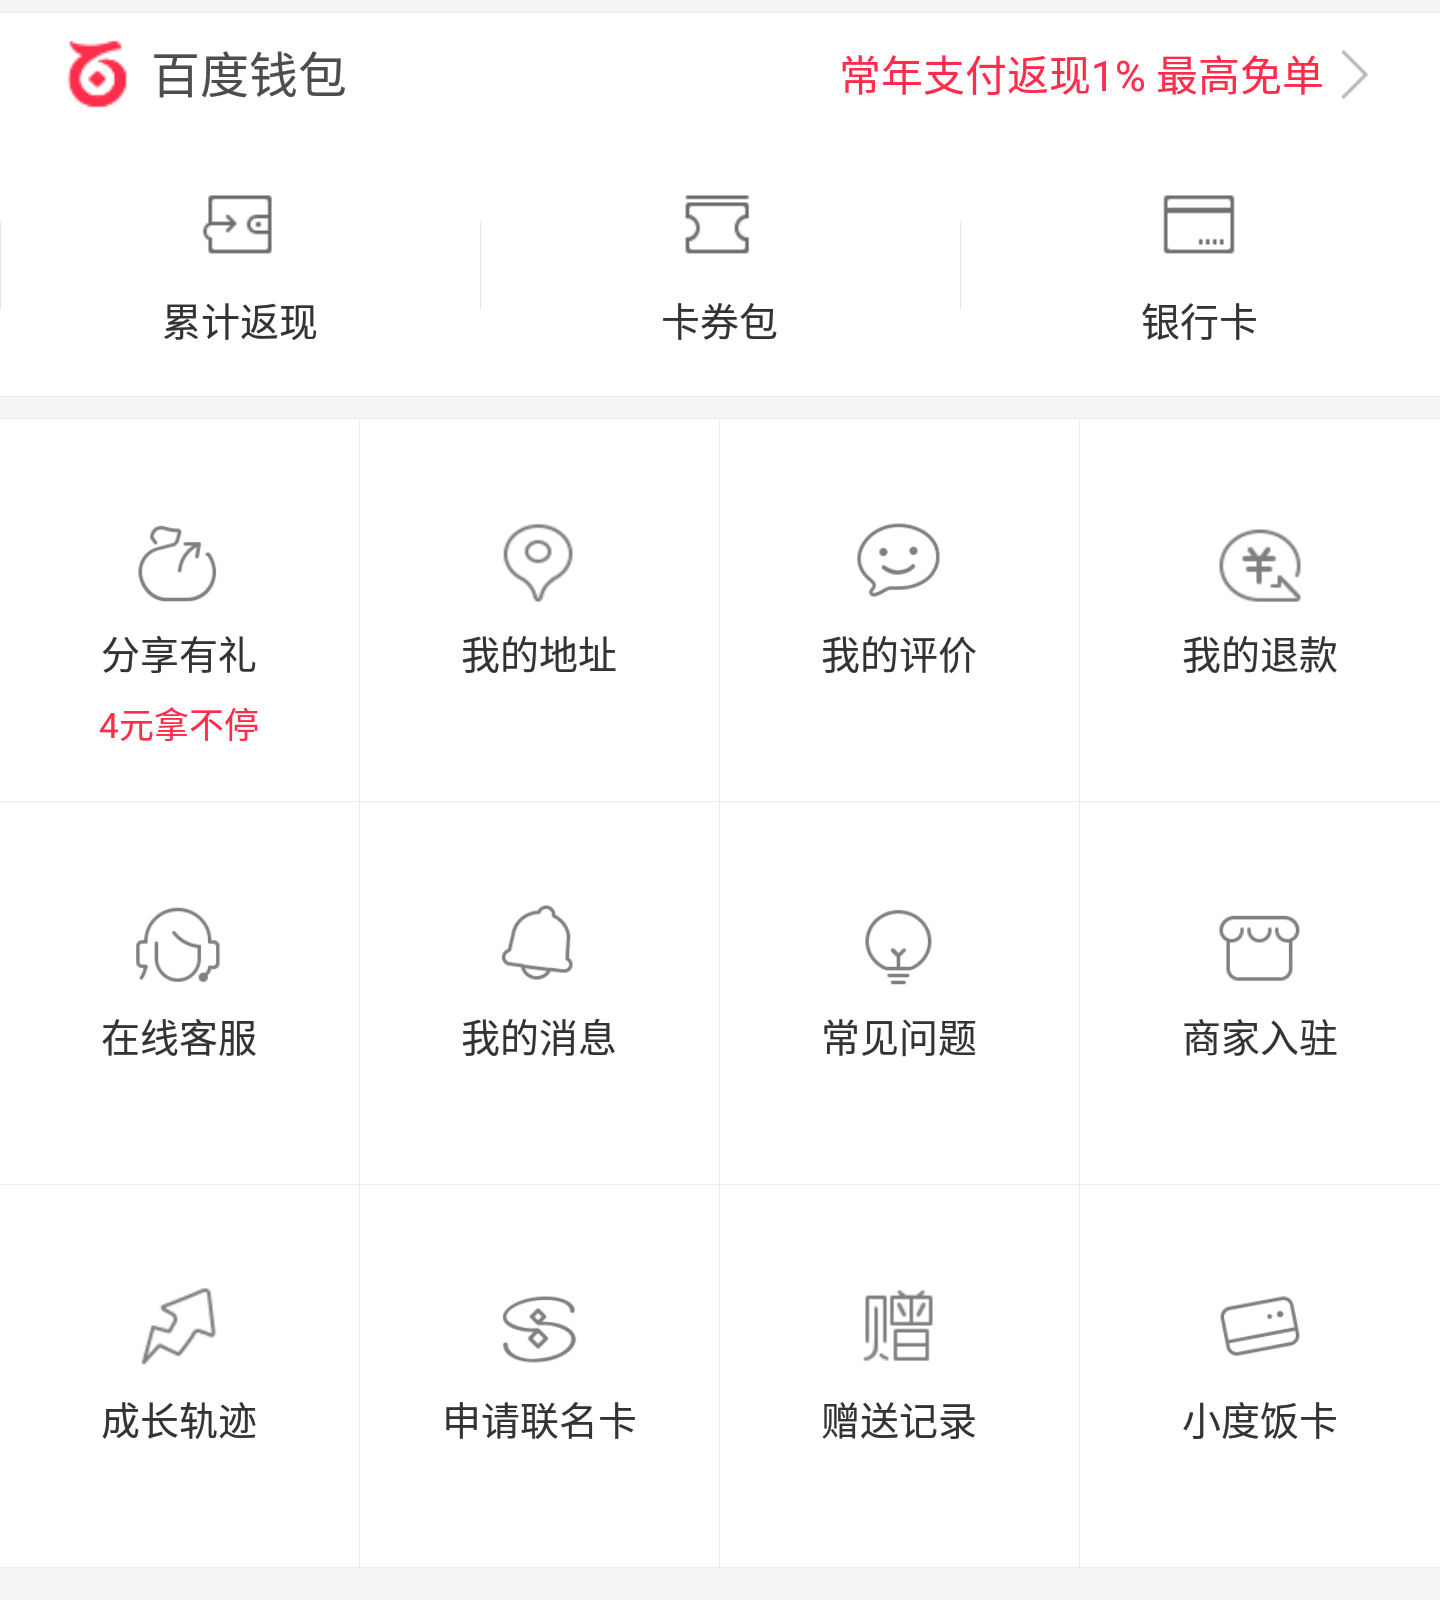 百度钱包
常年支付返现1% 最高免单
累计返现
卡券包
银行卡
分享有礼
我的地址
我的评价
我的退款
4元拿不停
在线客服
我的消息
常见问题
商家入驻
赠
成长轨迹
申请联名卡
赠送记录
小度饭卡